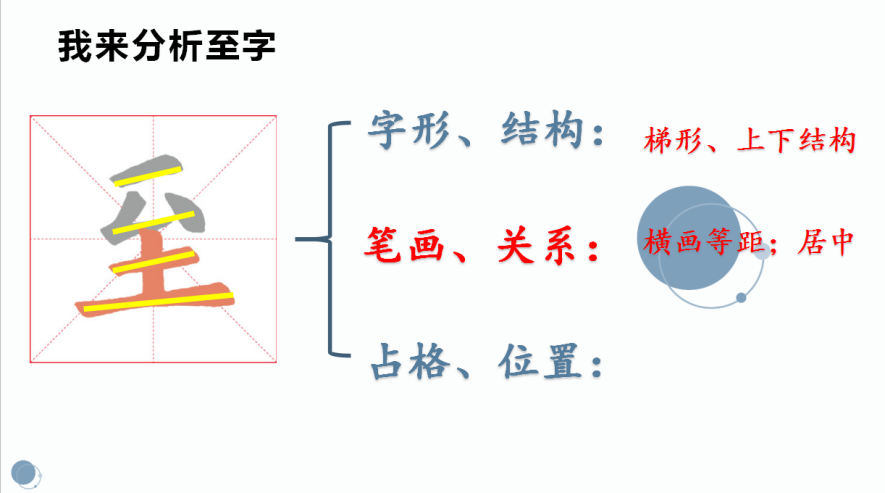 我来分析至字
至
字形、结构：
梯形、上下结构
笔画、关系：
横画等距；居中
占格、位置：